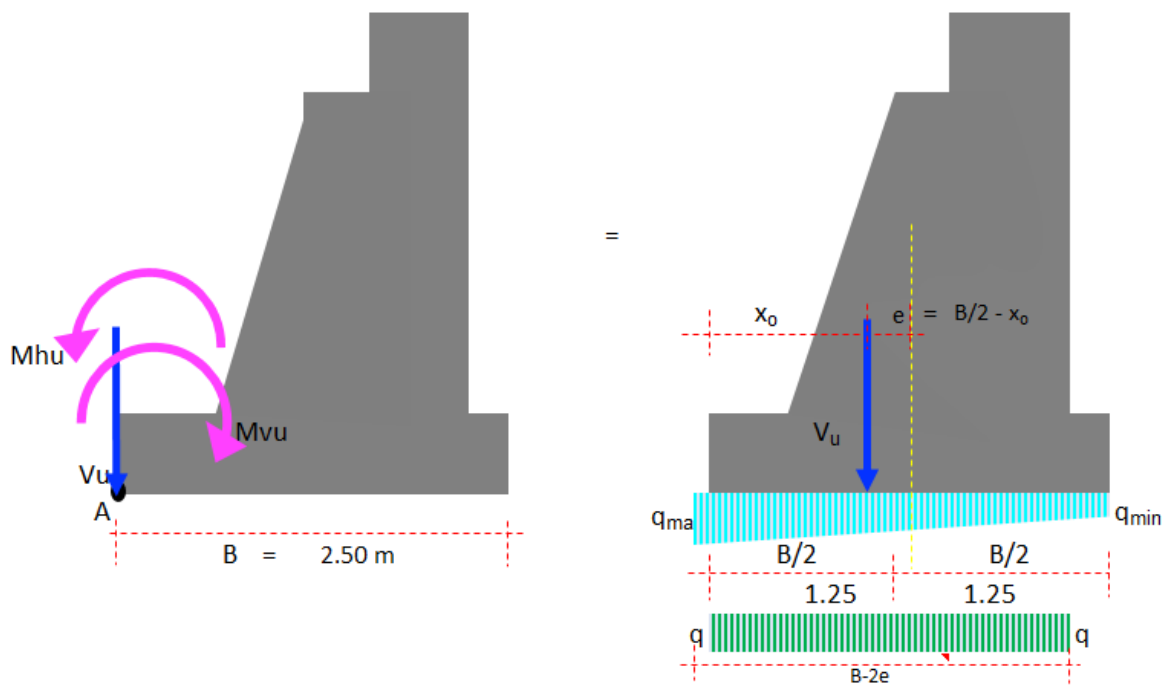 Mhu
Mvu
Vu
A
B = 2.50 m
=
xₒ
e = B/2 - xₒ
Vᵤ
qma
qmin
B/2 B/2
1.25 1.25
q q
B-2e